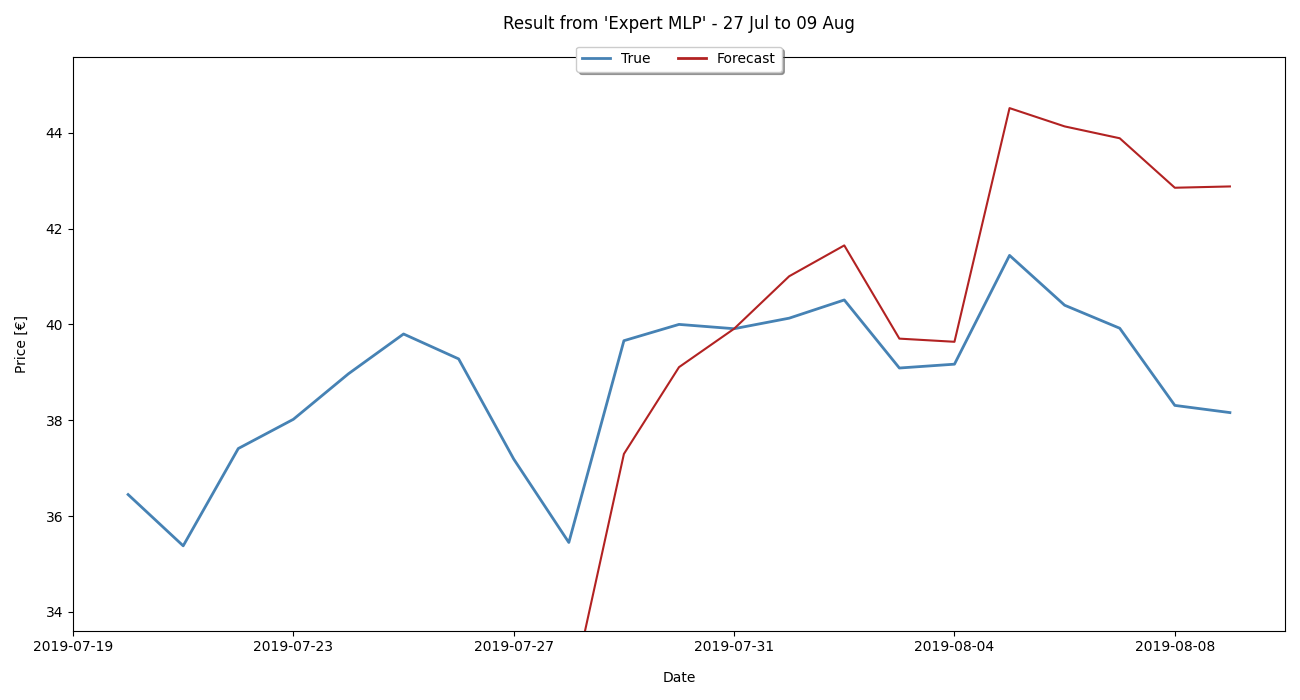 Result from 'Expert MLP' - 27 Jul to 09 Aug
True Forecast
Price [€]
44
42
40
38
36
34
2019-07-19 2019-07-23 2019-07-27 2019-07-31 2019-08-04 2019-08-08
Date